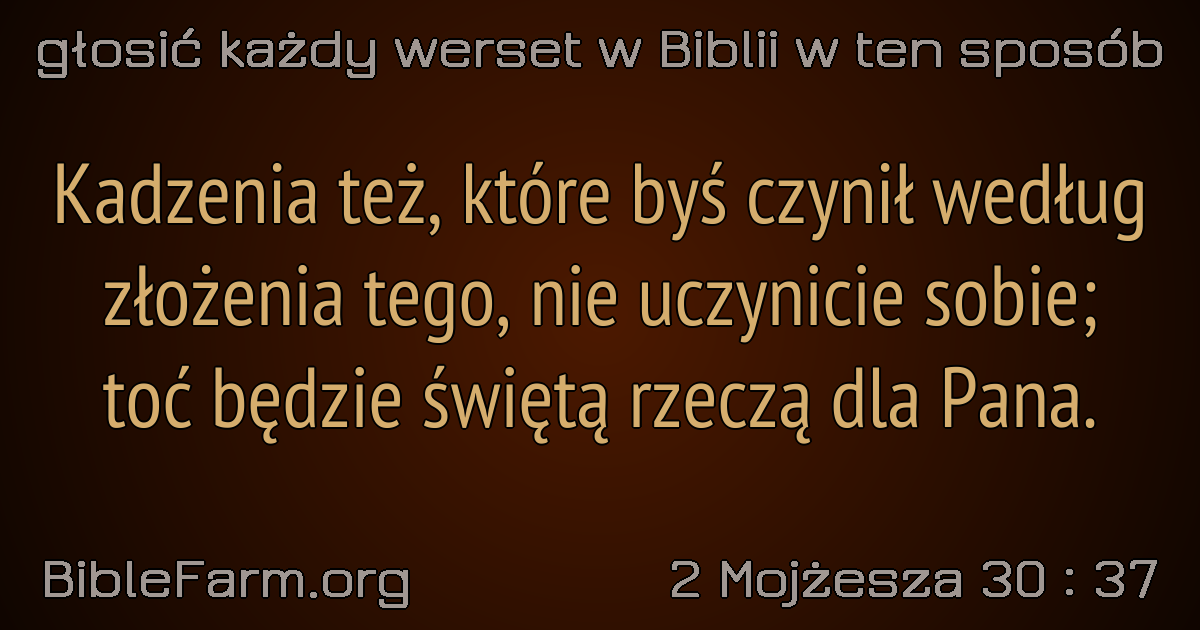 głosić każdy werset w Biblii w ten sposób
Kadzenia też, które byś czynił według
złożenia tego, nie uczynicie sobie;
toć będzie świętą rzeczą dla Pana.
BibleFarm.org
2 Mojżesza 30 : 37